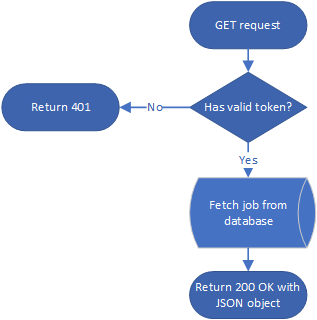 GET request
Has valid token?
No
Return 401
Yes
Fetch job from
database
Return 200 OK with
JSON object